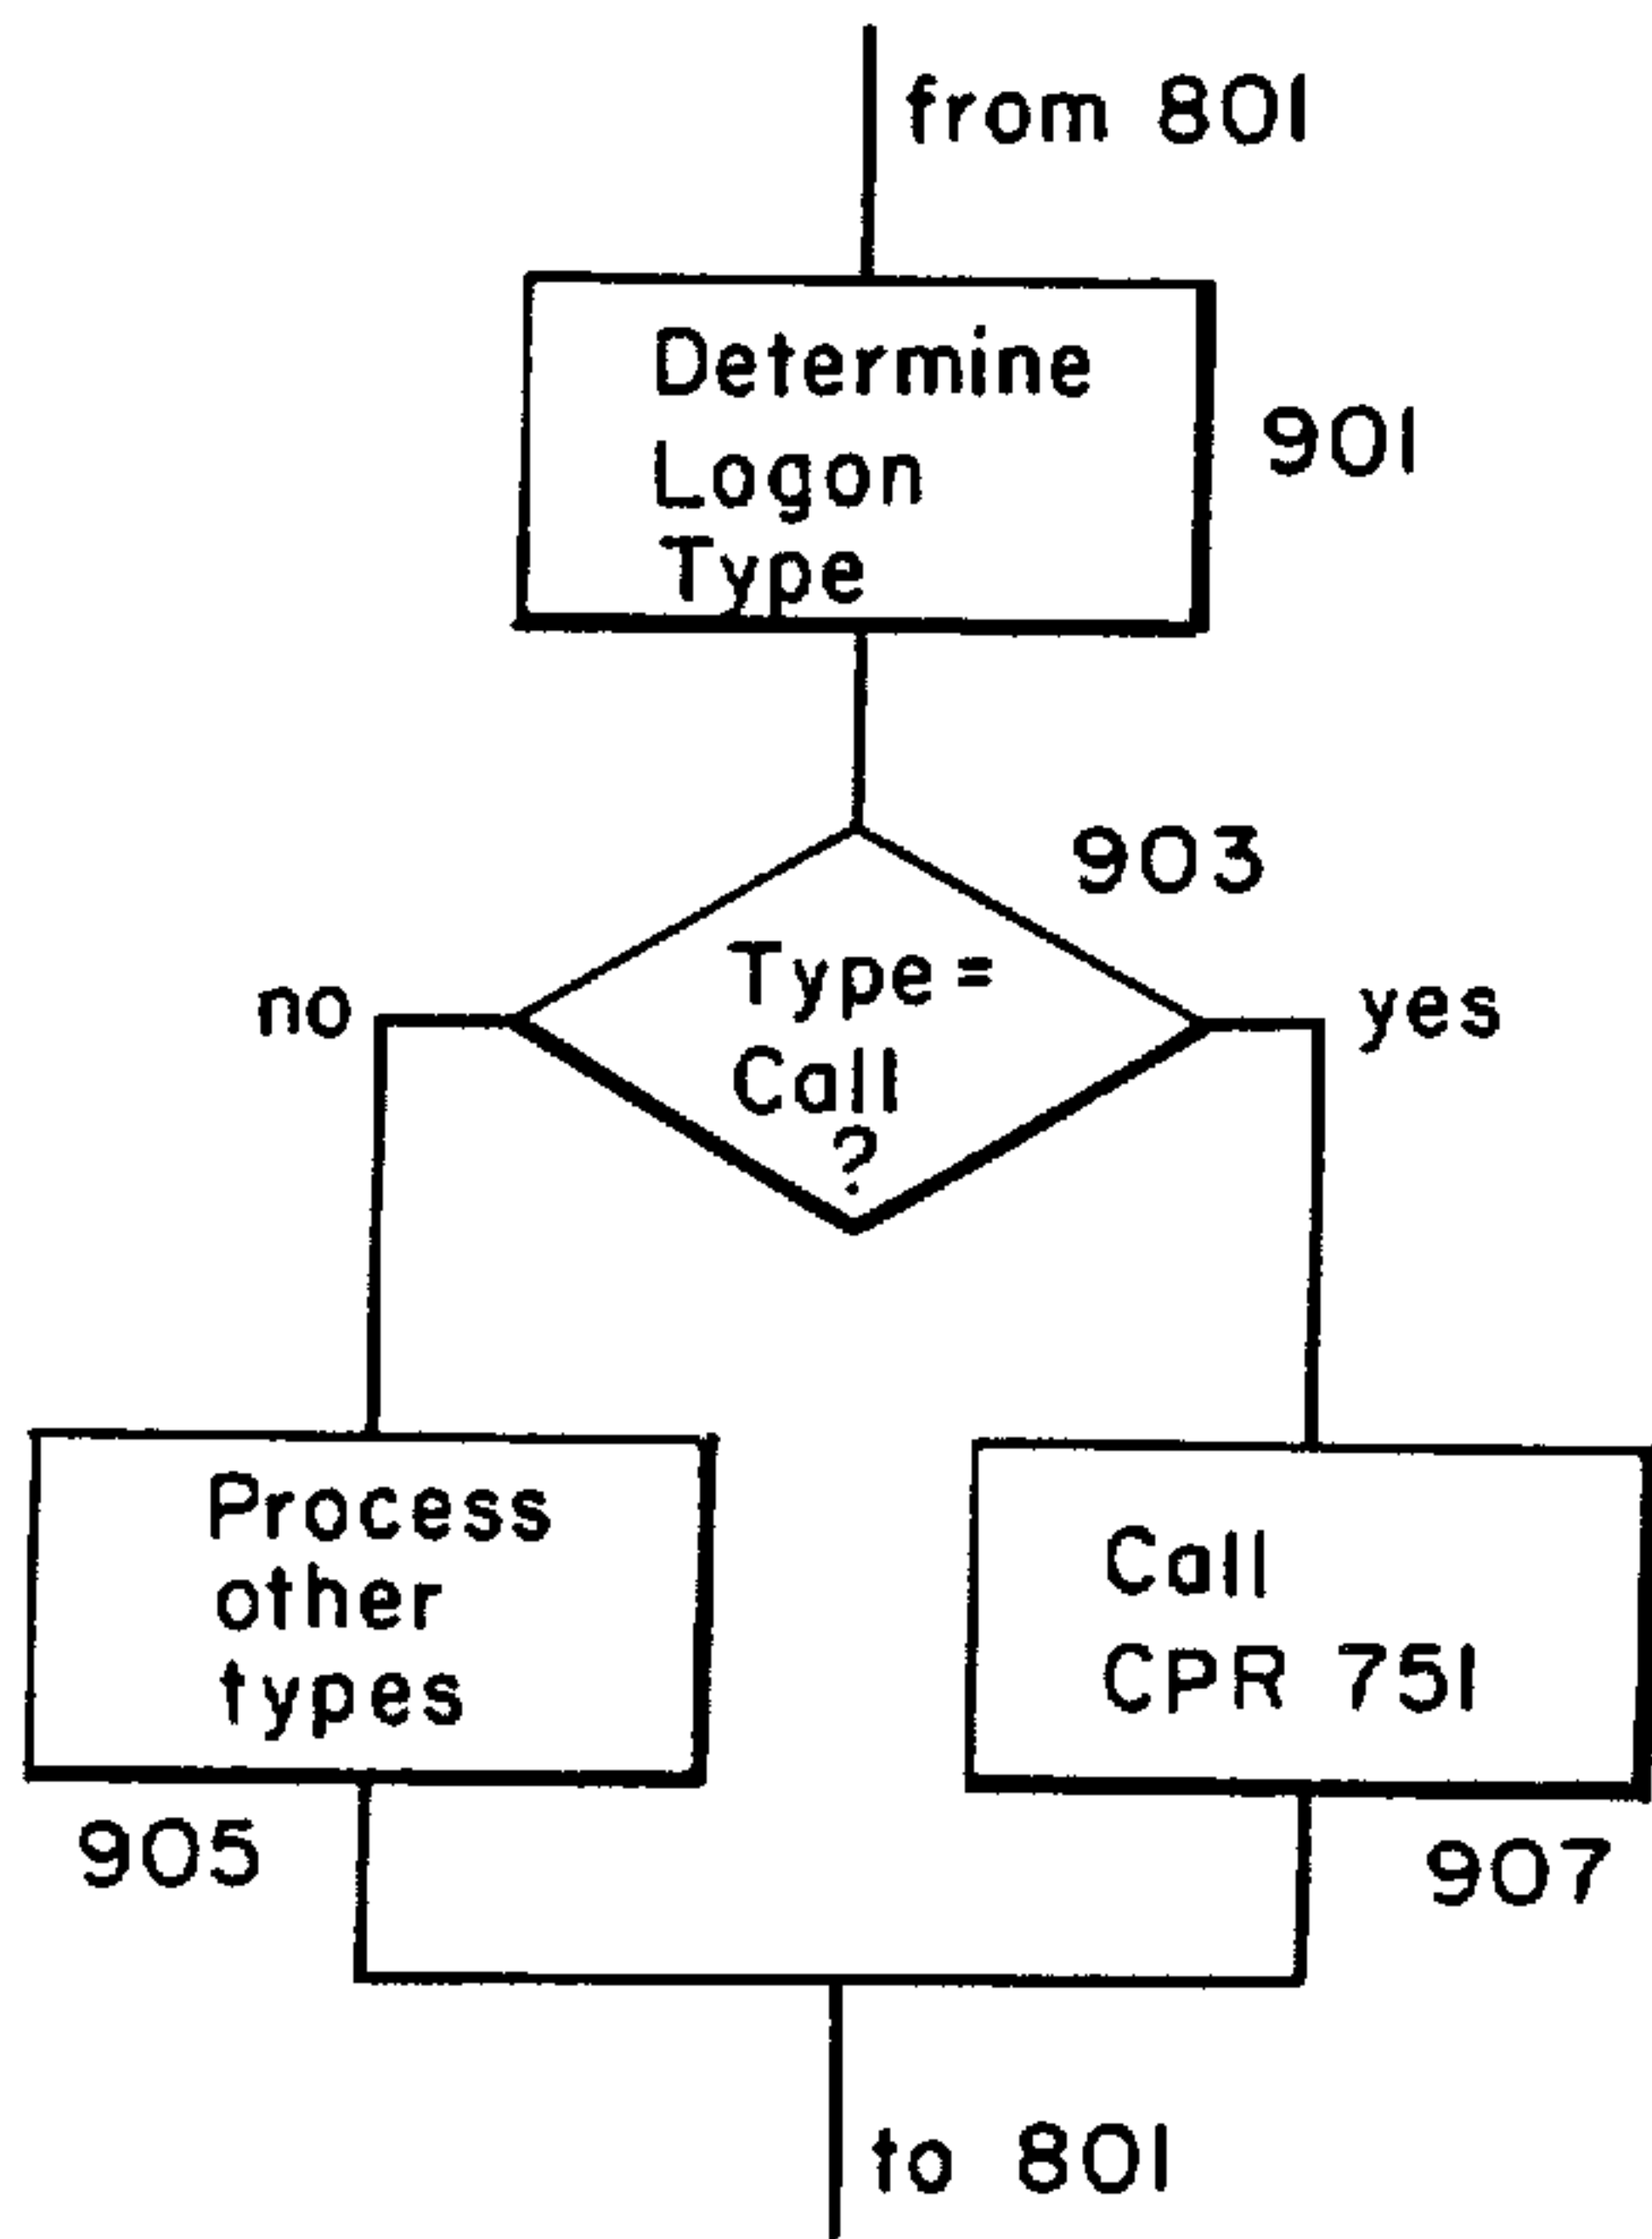 from 801
Determine
Logon
Type
901
903
Type=
Call
?
no
yes
Process
other
types
905
Call
CPR 751
907
to 801